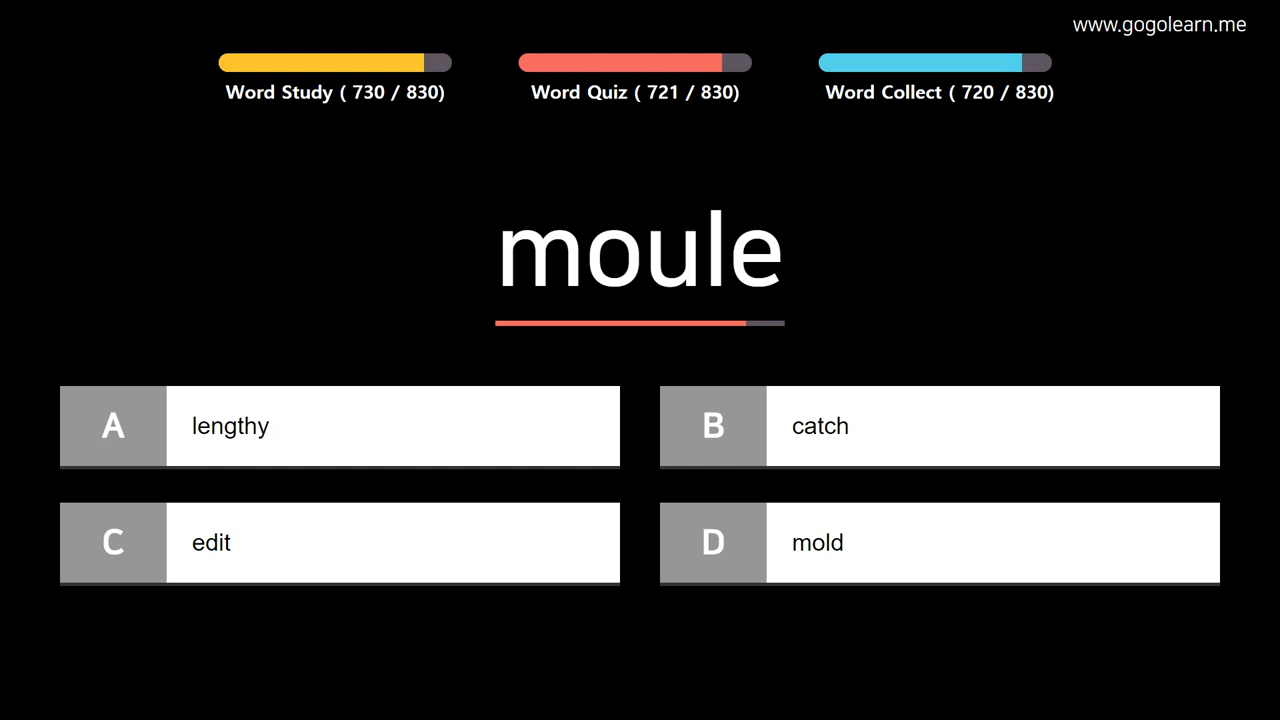 www.gogolearn.me
Word Study ( 730 / 830)
Word Quiz ( 721 / 830)
Word Collect ( 720 / 830)
moule
A lengthy
B catch
C edit
D mold